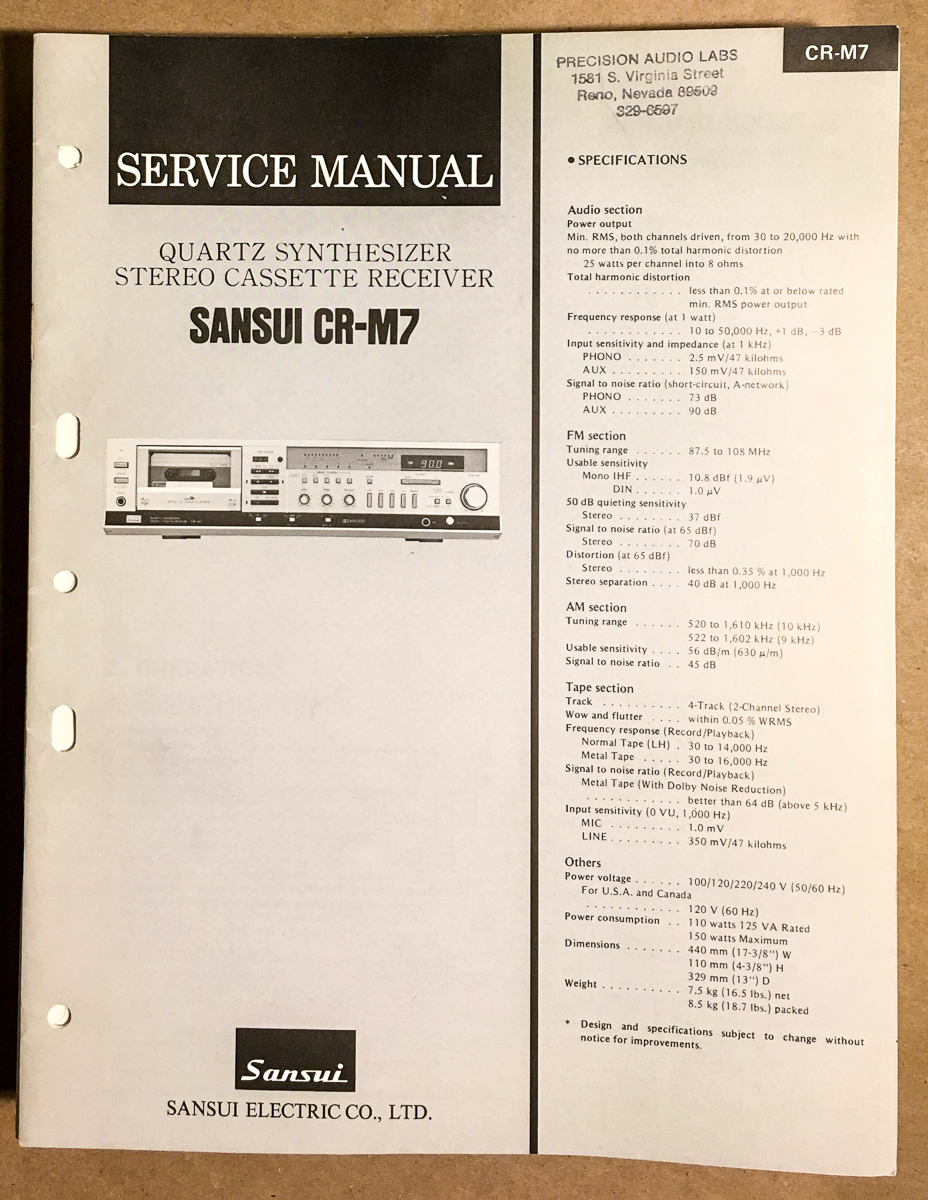 SERVICE MANUAL
QUARTZ SYNTHESIZER
STEREO CASSETTE RECEIVER
SANSUI CR-M7
90.0
Sansui
SANSUI ELECTRIC CO., LTD.
PRECISION AUDIO LABS
1581 S. Virginia Street
Reno, Nevada 89503
329-6597
CR-M7
● SPECIFICATIONS
Audio section
Power output
Min. RMS, both channels driven, from 30 to 20,000 Hz with
no more than 0.1% total harmonic distortion
25 watts per channel into 8 ohms
Total harmonic distortion
. . . . . . . . . . . . less than 0.1% at or below rated
min. RMS power output
Frequency response (at 1 watt)
. . . . . . . . . . . . 10 to 50,000 Hz, +1 dB, −3 dB
Input sensitivity and impedance (at 1 kHz)
PHONO . . . . . . . 2.5 mV/47 kilohms
AUX . . . . . . . . . 150 mV/47 kilohms
Signal to noise ratio (short-circuit, A-network)
PHONO . . . . . . . 73 dB
AUX . . . . . . . . . 90 dB
FM section
Tuning range . . . . . . 87.5 to 108 MHz
Usable sensitivity
Mono IHF . . . . . . 10.8 dBf (1.9 μV)
DIN . . . . . . 1.0 μV
50 dB quieting sensitivity
Stereo . . . . . . . . 37 dBf
Signal to noise ratio (at 65 dBf)
Stereo . . . . . . . . 70 dB
Distortion (at 65 dBf)
Stereo . . . . . . . . less than 0.35 % at 1,000 Hz
Stereo separation . . . . 40 dB at 1,000 Hz
AM section
Tuning range . . . . . . 520 to 1,610 kHz (10 kHz)
522 to 1,602 kHz (9 kHz)
Usable sensitivity . . . . 56 dB/m (630 μ/m)
Signal to noise ratio . . 45 dB
Tape section
Track . . . . . . . . . . 4-Track (2-Channel Stereo)
Wow and flutter . . . . within 0.05 % WRMS
Frequency response (Record/Playback)
Normal Tape (LH) . 30 to 14,000 Hz
Metal Tape . . . . . 30 to 16,000 Hz
Signal to noise ratio (Record/Playback)
Metal Tape (With Dolby Noise Reduction)
. . . . . . . . . . . . better than 64 dB (above 5 kHz)
Input sensitivity (0 VU, 1,000 Hz)
MIC . . . . . . . . . 1.0 mV
LINE . . . . . . . . . 350 mV/47 kilohms
Others
Power voltage . . . . . . 100/120/220/240 V (50/60 Hz)
For U.S.A. and Canada
. . . . . . . . . . . . 120 V (60 Hz)
Power consumption . . 110 watts 125 VA Rated
150 watts Maximum
Dimensions . . . . . . . 440 mm (17-3/8") W
110 mm (4-3/8") H
329 mm (13") D
Weight . . . . . . . . . . 7.5 kg (16.5 lbs.) net
8.5 kg (18.7 lbs.) packed
* Design and specifications subject to change without
notice for improvements.